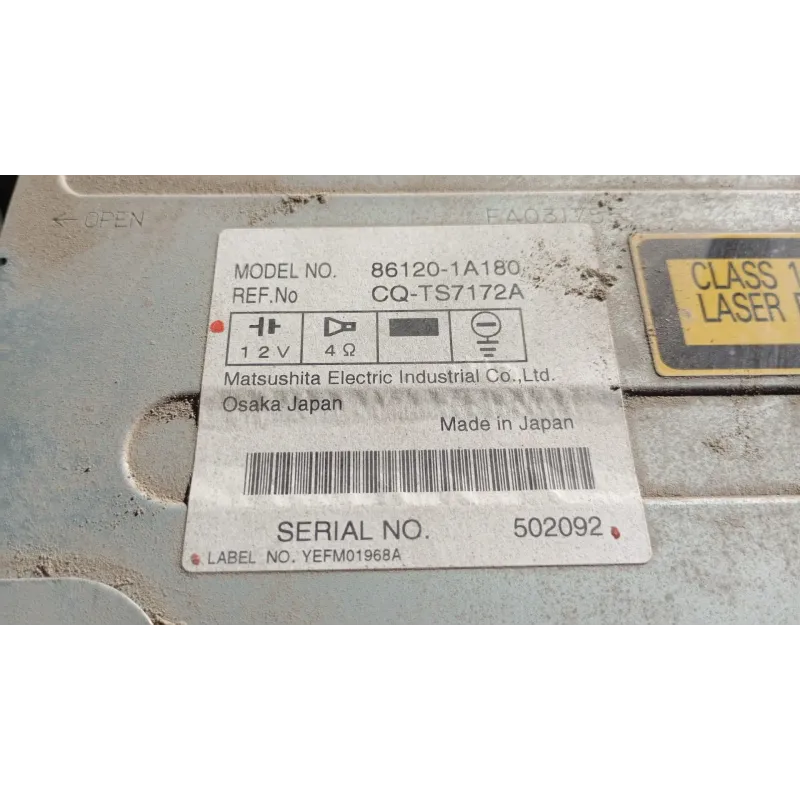 ← OPEN
MODEL NO. 86120-1A180
REF.No CQ-TS7172A
12V 4Ω
Matsushita Electric Industrial Co.,Ltd.
Osaka Japan
Made in Japan
SERIAL NO. 502092
LABEL NO. YEFM01968A
CLASS 1
LASER